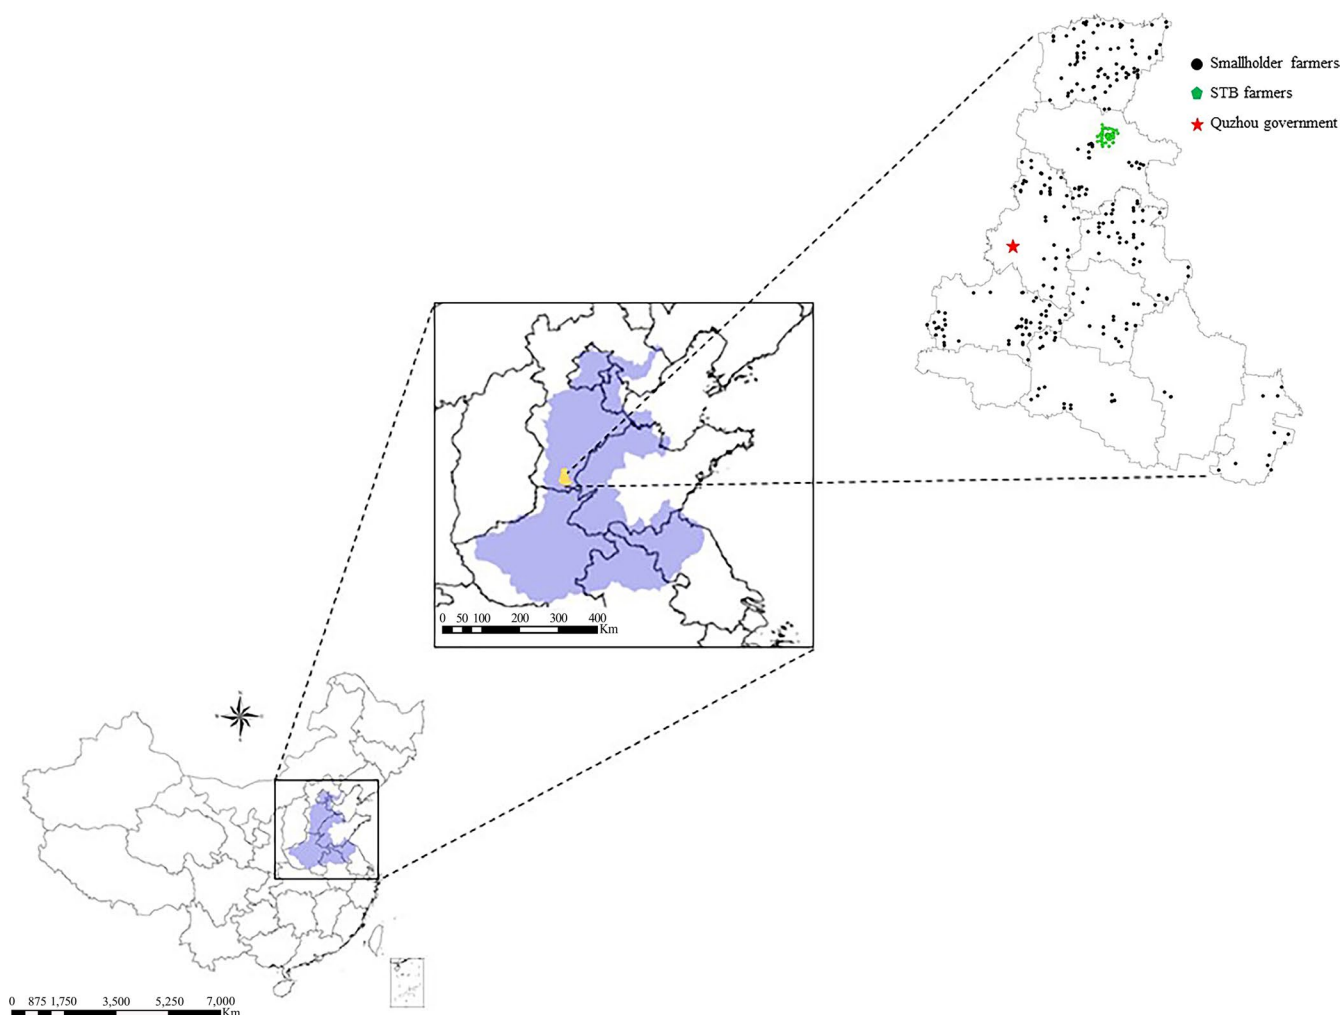 Smallholder farmers
STB farmers
Quzhou government
0 50 100 200 300 400
Km
0 875 1,750 3,500 5,250 7,000
Km